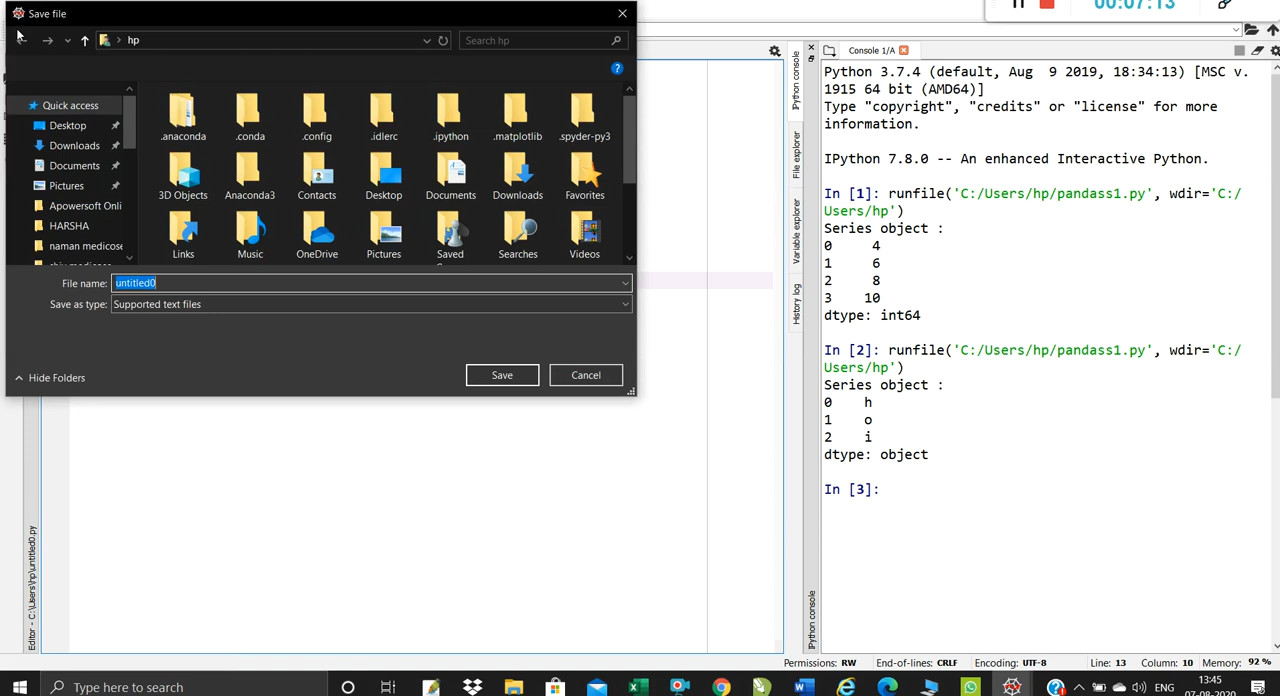 Save file
hp
Search hp
Quick access
Desktop
Downloads
Documents
Pictures
Apowersoft Onli
HARSHA
naman medicose
.anaconda
.conda
.config
.idlerc
.ipython
.matplotlib
.spyder-py3
3D Objects
Anaconda3
Contacts
Desktop
Documents
Downloads
Favorites
Links
Music
OneDrive
Pictures
Saved
Searches
Videos
File name: untitled0
Save as type: Supported text files
Hide Folders
Save
Cancel
Editor - C:\Users\hp\untitled0.py
00:07:13
IPython console
File explorer
Variable explorer
History log
IPython console
Console 1/A
Python 3.7.4 (default, Aug  9 2019, 18:34:13) [MSC v.
1915 64 bit (AMD64)]
Type "copyright", "credits" or "license" for more
information.
IPython 7.8.0 -- An enhanced Interactive Python.
In [1]: runfile('C:/Users/hp/pandass1.py', wdir='C:/
Users/hp')
Series object :
0     4
1     6
2     8
3    10
dtype: int64
In [2]: runfile('C:/Users/hp/pandass1.py', wdir='C:/
Users/hp')
Series object :
0    h
1    o
2    i
dtype: object
In [3]:
Permissions: RW End-of-lines: CRLF Encoding: UTF-8 Line: 13 Column: 10 Memory: 92 %
Type here to search
ENG
13:45
07-09-2020